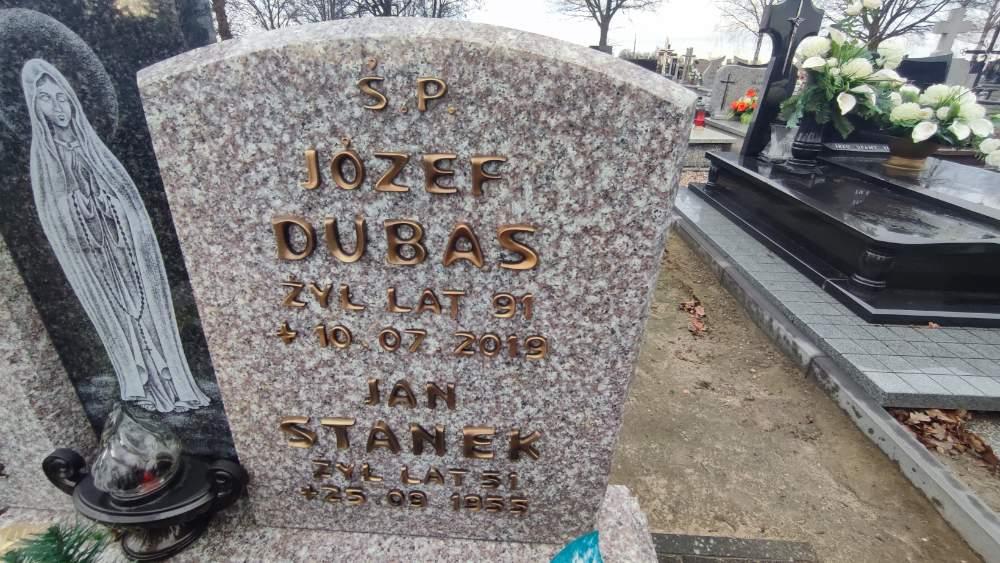 Ś.P.
JÓZEF
DUBAS
ŻYŁ LAT 91
+ 10.07 2019
JAN
STANEK
ŻYŁ LAT 51
+25.09 1955